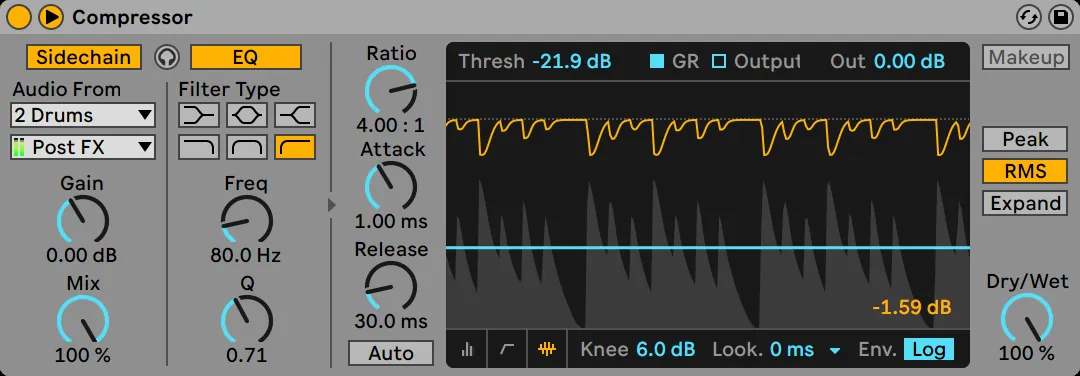 Compressor
Sidechain
EQ
Audio From
2 Drums
Post FX
Gain
0.00 dB
Mix
100 %
Filter Type
Freq
80.0 Hz
Q
0.71
Ratio
4.00 : 1
Attack
1.00 ms
Release
30.0 ms
Auto
Thresh -21.9 dB GR Output Out 0.00 dB
-1.59 dB
Knee 6.0 dB Look. 0 ms Env. Log
Makeup
Peak
RMS
Expand
Dry/Wet
100 %